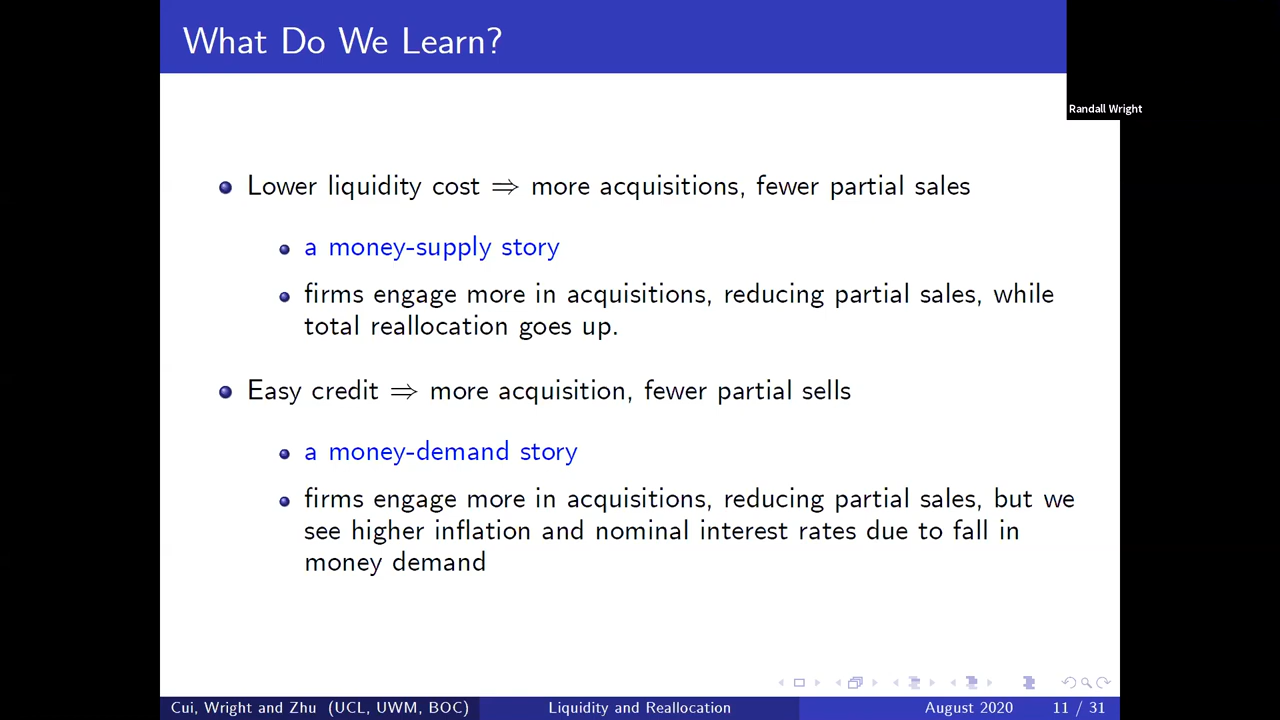 What Do We Learn?
Randall Wright
Lower liquidity cost ⇒ more acquisitions, fewer partial sales
a money-supply story
firms engage more in acquisitions, reducing partial sales, while
total reallocation goes up.
Easy credit ⇒ more acquisition, fewer partial sells
a money-demand story
firms engage more in acquisitions, reducing partial sales, but we
see higher inflation and nominal interest rates due to fall in
money demand
Cui, Wright and Zhu (UCL, UWM, BOC) Liquidity and Reallocation August 2020 11 / 31